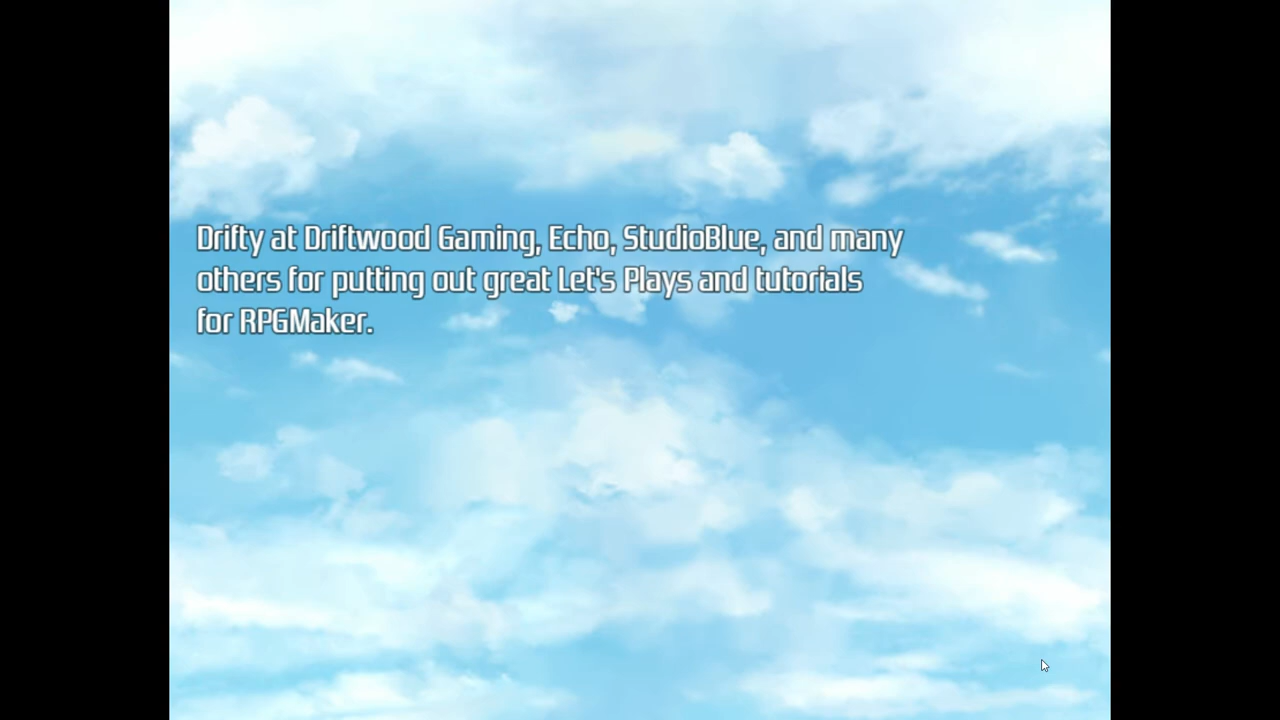 Drifty at Driftwood Gaming, Echo, StudioBlue, and many
others for putting out great Let's Plays and tutorials
for RPGMaker.